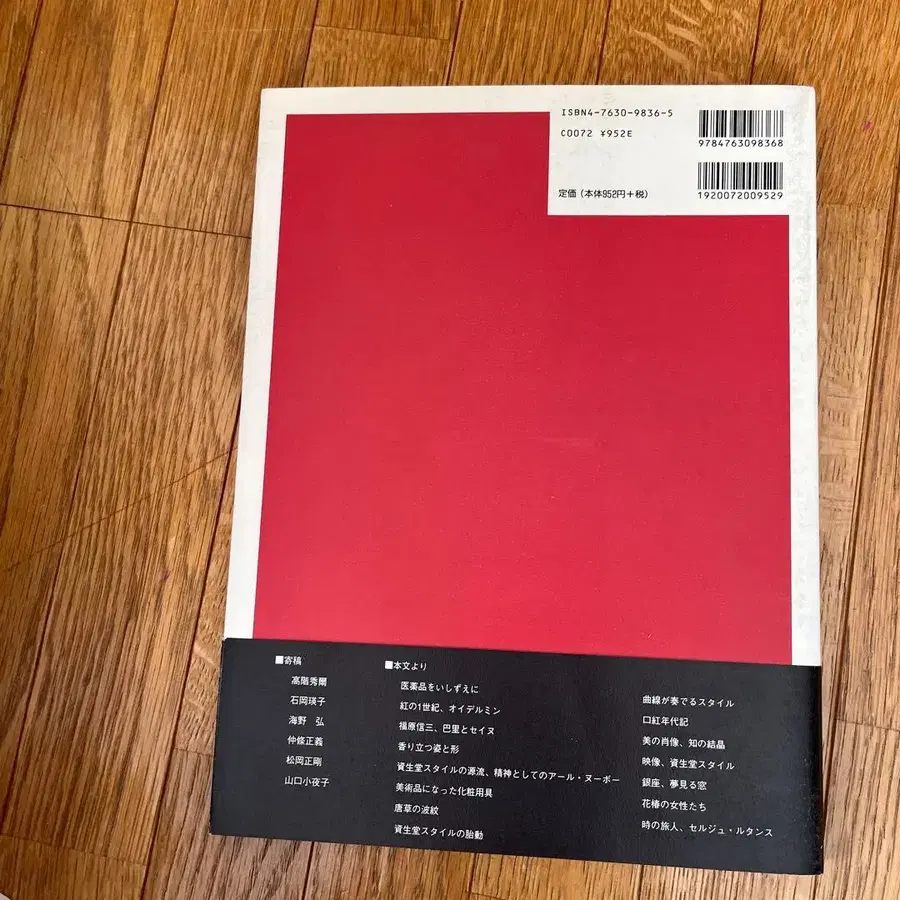 ISBN4-7630-9836-5
C0072 ¥952E
定価（本体952円+税）
9784763098368
1920072009529
■寄稿
高階秀爾
石岡瑛子
海野　弘
仲條正義
松岡正剛
山口小夜子
■本文より
医薬品をいしずえに
紅の1世紀、オイデルミン
福原信三、巴里とセイヌ
香り立つ姿と形
資生堂スタイルの源流、精神としてのアール・ヌーボー
美術品になった化粧用具
唐草の波紋
資生堂スタイルの胎動
曲線が奏でるスタイル
口紅年代記
美の肖像、知の結晶
映像、資生堂スタイル
銀座、夢見る窓
花椿の女性たち
時の旅人、セルジュ・ルタンス